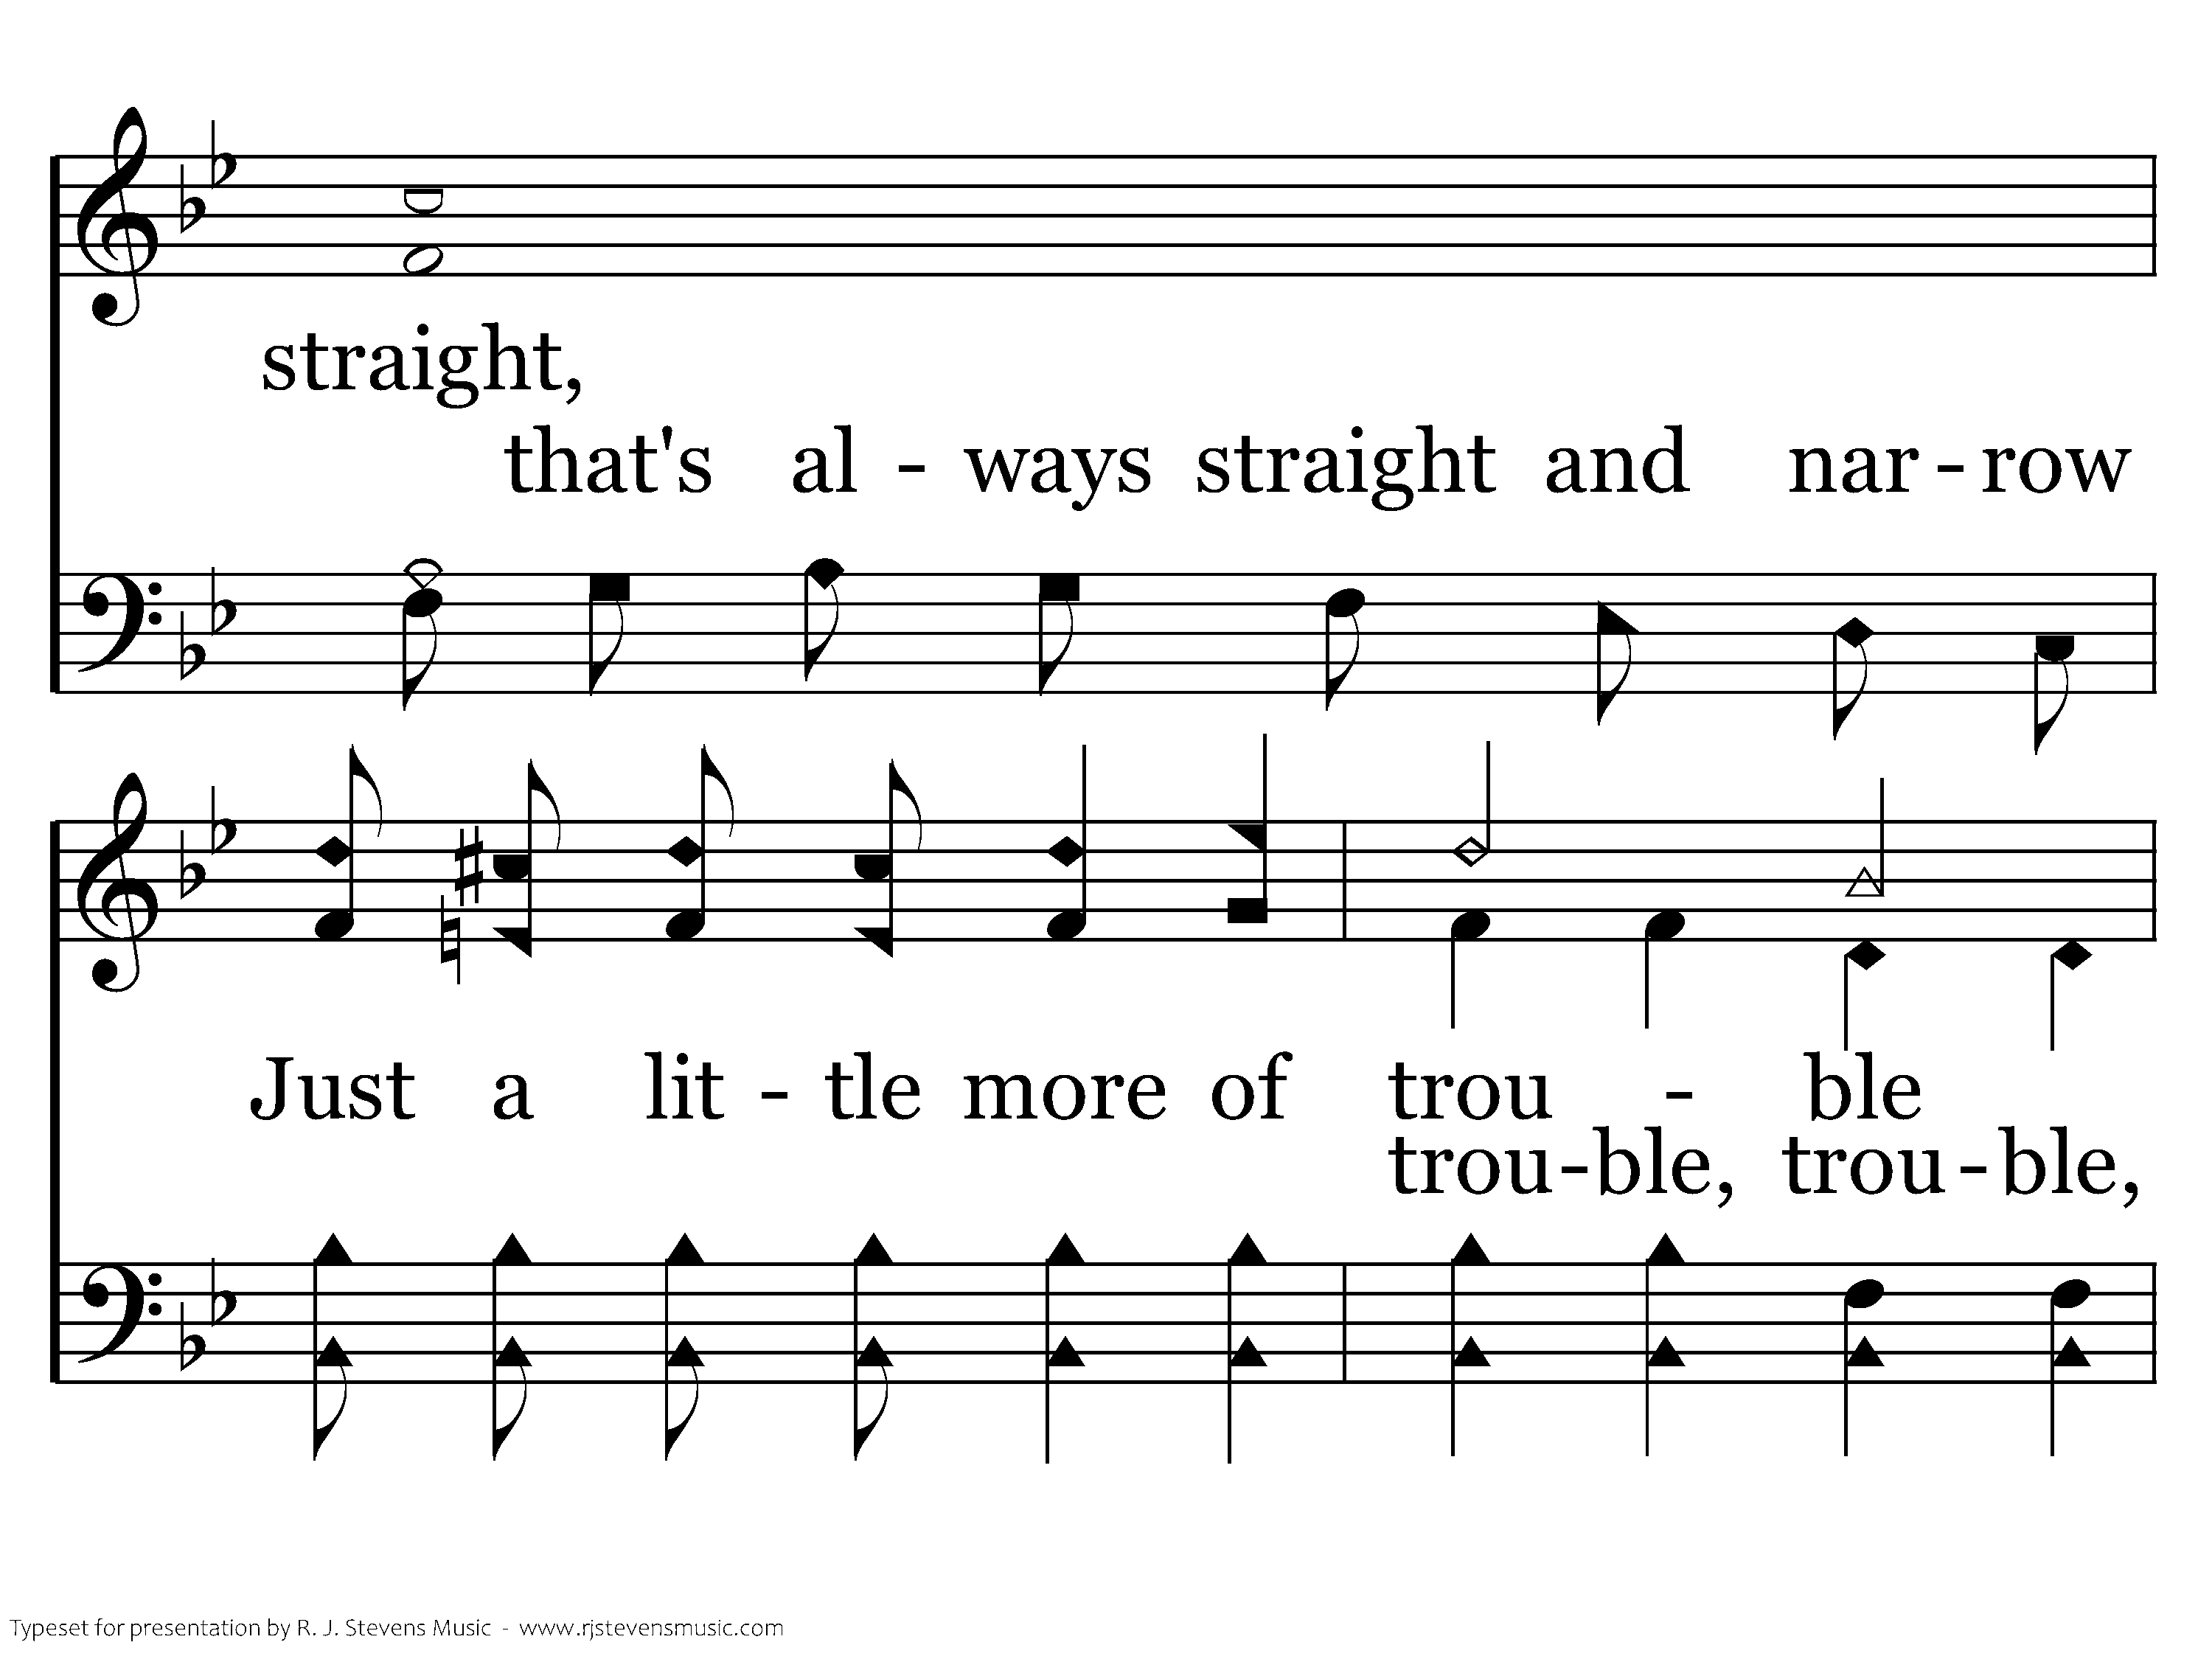 straight,
that's al - ways straight and nar - row
Just a lit - tle more of trou - ble
trou - ble, trou - ble,
Typeset for presentation by R. J. Stevens Music - www.rjstevensmusic.com